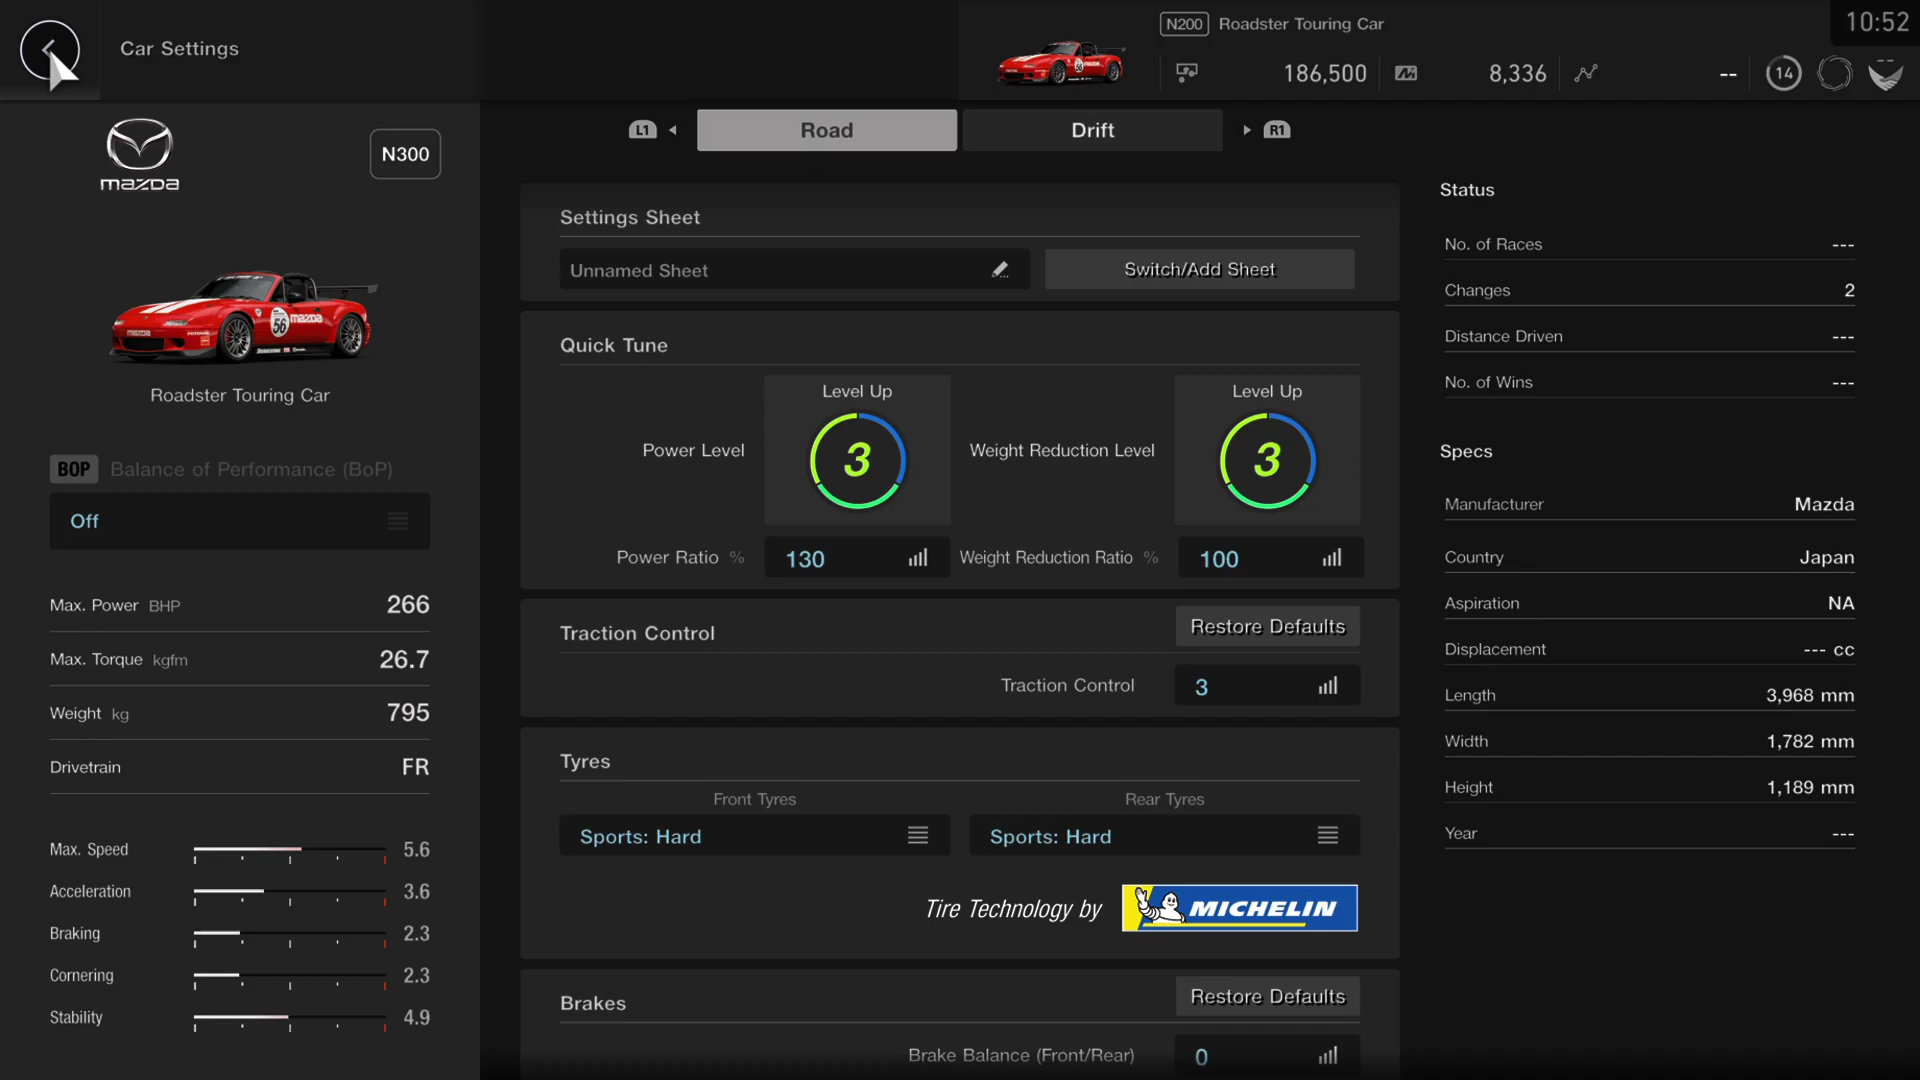 Car Settings
N200 Roadster Touring Car
10:52
186,500
8,336
--
14
--
mazda
N300
L1
Road
Drift
R1
Settings Sheet
Unnamed Sheet
Switch/Add Sheet
Roadster Touring Car
mazda
56
mazda
BOP Balance of Performance (BoP)
Off
Max. Power BHP 266
Max. Torque kgfm 26.7
Weight kg 795
Drivetrain FR
Max. Speed 5.6
Acceleration 3.6
Braking 2.3
Cornering 2.3
Stability 4.9
Quick Tune
Level Up
Power Level 3
Level Up
Weight Reduction Level 3
Power Ratio % 130
Weight Reduction Ratio % 100
Traction Control
Restore Defaults
Traction Control 3
Tyres
Front Tyres
Sports: Hard
Rear Tyres
Sports: Hard
Tire Technology by MICHELIN
Brakes
Restore Defaults
Brake Balance (Front/Rear) 0
Status
No. of Races ---
Changes 2
Distance Driven ---
No. of Wins ---
Specs
Manufacturer Mazda
Country Japan
Aspiration NA
Displacement --- cc
Length 3,968 mm
Width 1,782 mm
Height 1,189 mm
Year ---